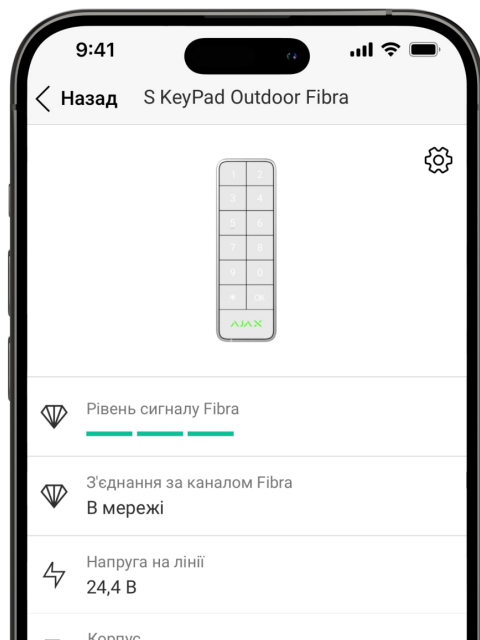 9:41
Назад S KeyPad Outdoor Fibra
1 2
3 4
5 6
7 8
9 0
* OK
AJAX
Рівень сигналу Fibra
З'єднання за каналом Fibra
В мережі
Напруга на лінії
24,4 В
Корпус